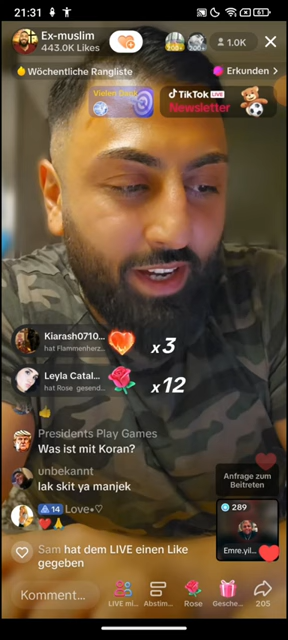 21:31
61
Ex-muslim
443.0K Likes
1.0K
Wöchentliche Rangliste
Erkunden >
Vielen Dank
TikTok LIVE
Newsletter
Kiarash0710...
hat Flammenherz...
x3
Leyla Catal...
hat Rose gesend...
x12
Presidents Play Games
Was ist mit Koran?
unbekannt
lak skit ya manjek
14 Love•♡
Anfrage zum
Beitreten
289
Emre.yil...
Sam hat dem LIVE einen Like
gegeben
Komment...
LIVE mi...
Abstim...
Rose
Gesche...
205